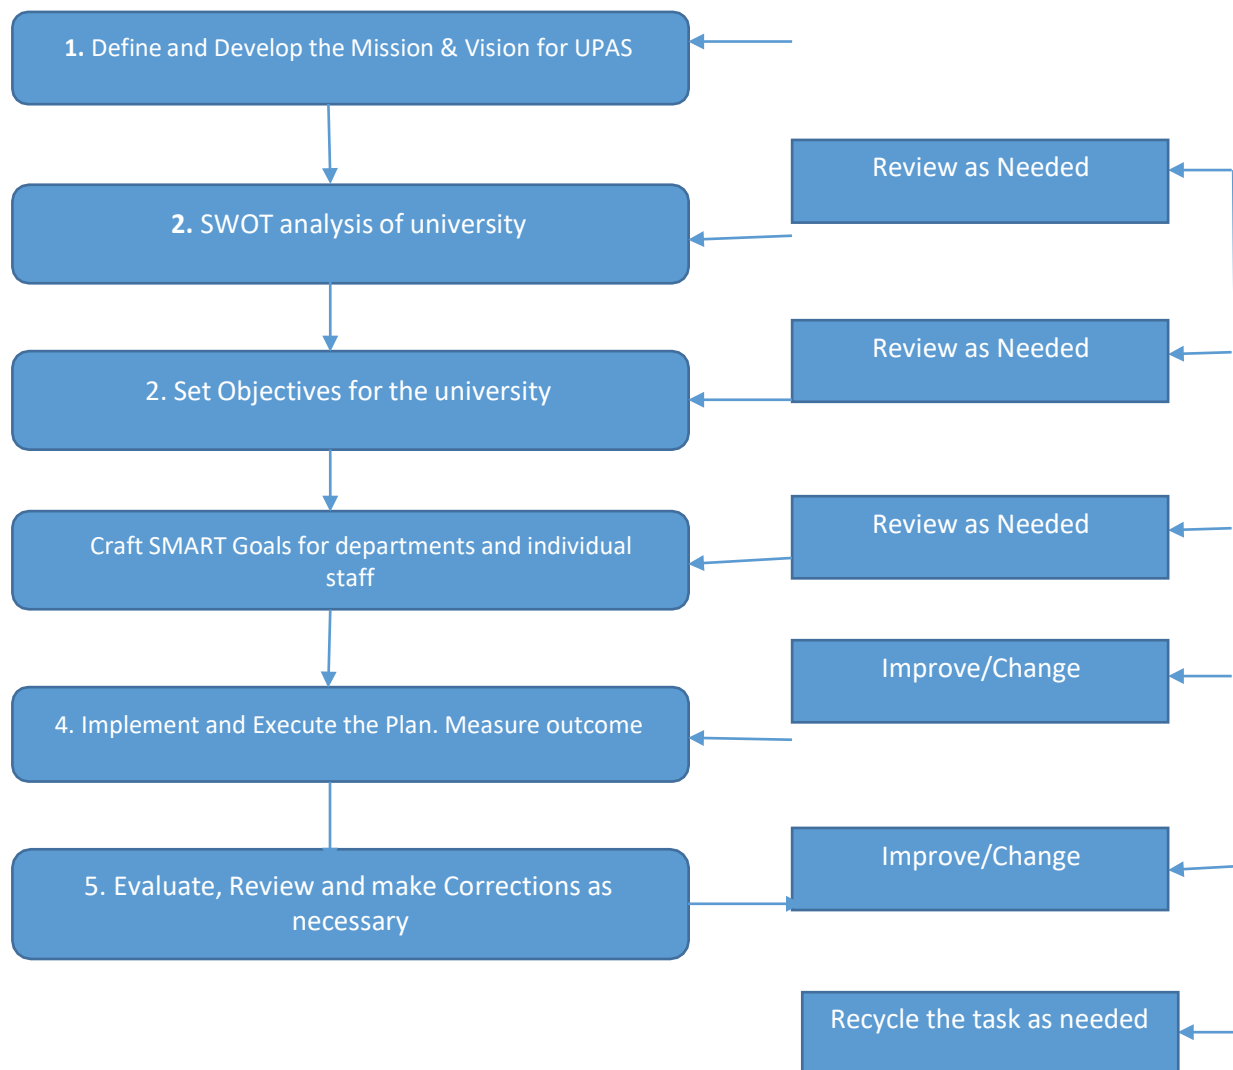 1. Define and Develop the Mission & Vision for UPAS
Review as Needed
2. SWOT analysis of university
Review as Needed
2. Set Objectives for the university
Review as Needed
Craft SMART Goals for departments and individual
staff
Improve/Change
4. Implement and Execute the Plan. Measure outcome
Improve/Change
5. Evaluate, Review and make Corrections as
necessary
Recycle the task as needed